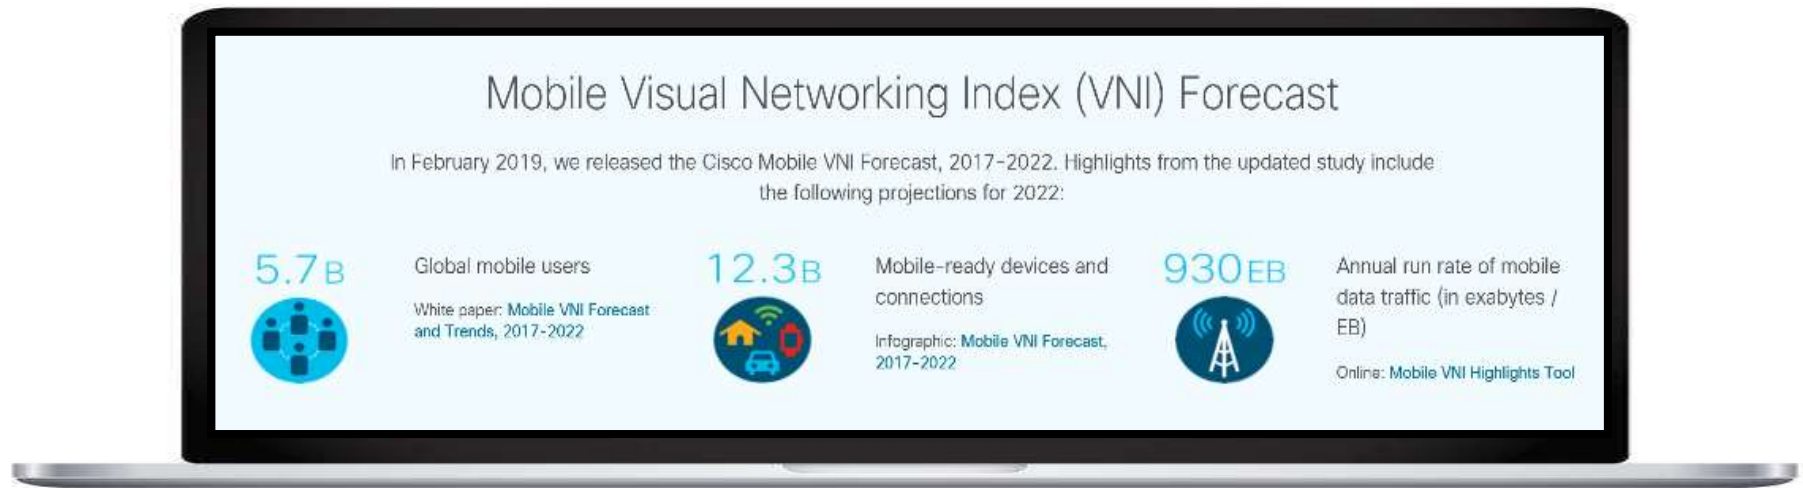 Mobile Visual Networking Index (VNI) Forecast
In February 2019, we released the Cisco Mobile VNI Forecast, 2017-2022. Highlights from the updated study include
the following projections for 2022:
5.7B
Global mobile users
White paper: Mobile VNI Forecast
and Trends, 2017-2022
12.3B
Mobile-ready devices and
connections
Infographic: Mobile VNI Forecast,
2017-2022
930EB
Annual run rate of mobile
data traffic (in exabytes /
EB)
Online: Mobile VNI Highlights Tool